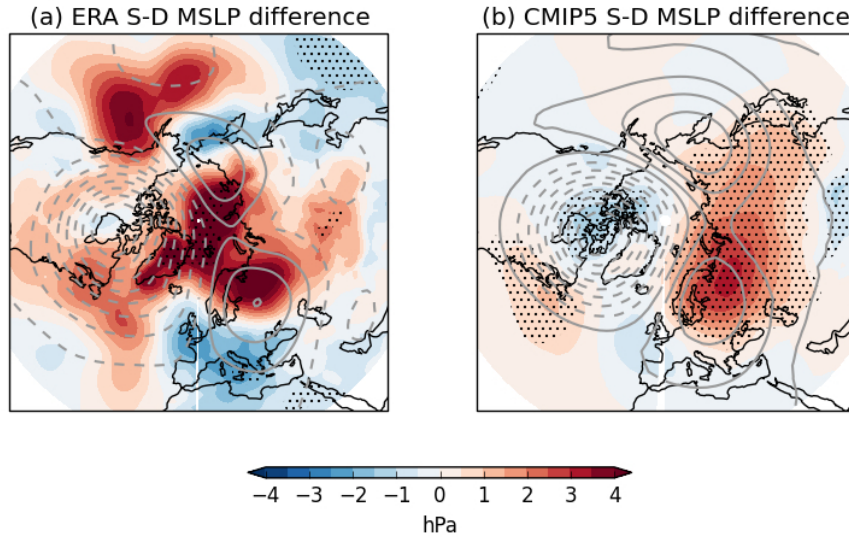 (a) ERA S-D MSLP difference
(b) CMIP5 S-D MSLP difference
−4 −3 −2 −1 0 1 2 3 4
hPa